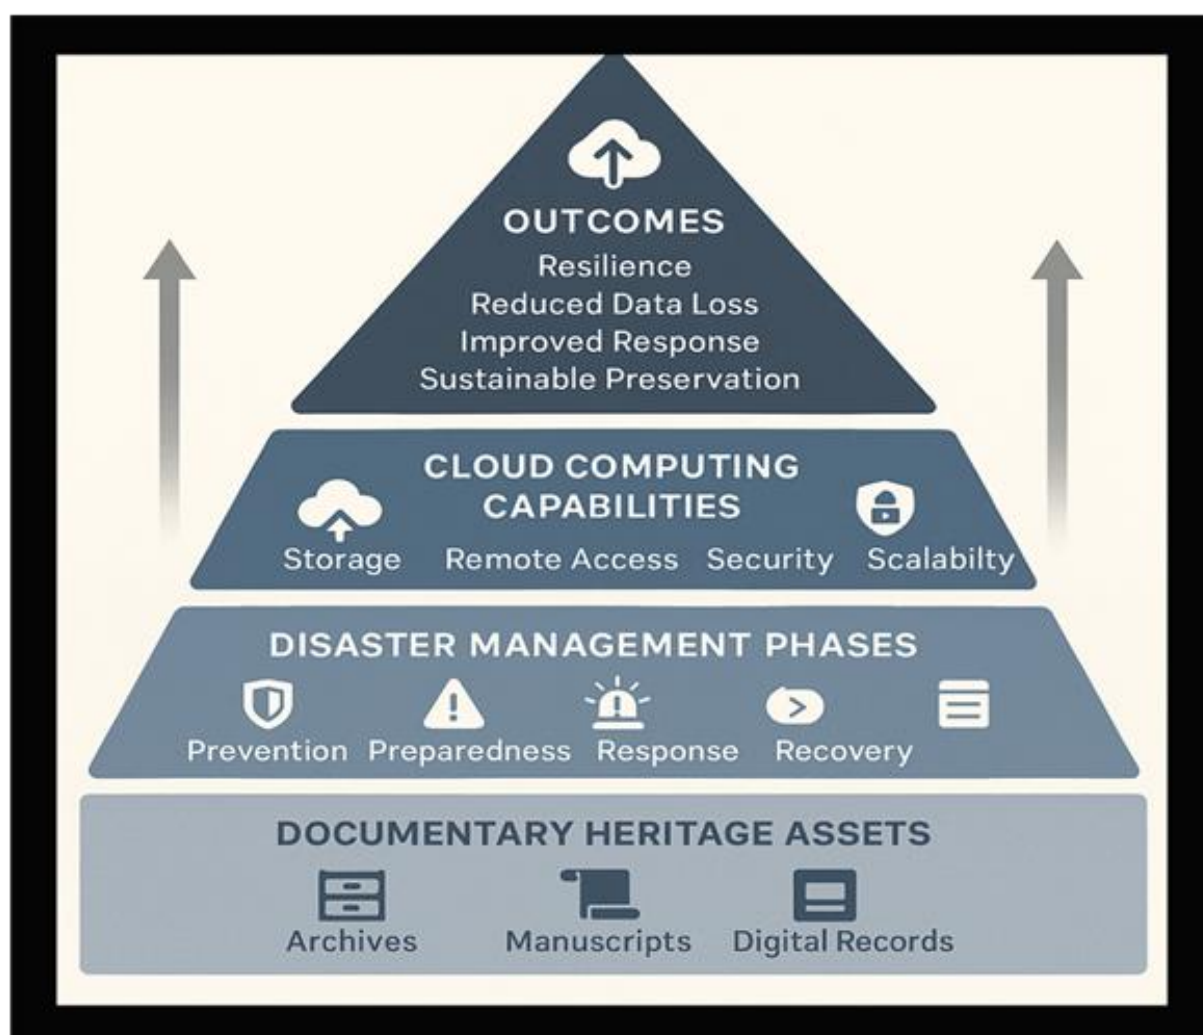 OUTCOMES
Resilience
Reduced Data Loss
Improved Response
Sustainable Preservation
CLOUD COMPUTING
CAPABILITIES
Storage Remote Access Security Scalabilty
DISASTER MANAGEMENT PHASES
Prevention Preparedness Response Recovery
DOCUMENTARY HERITAGE ASSETS
Archives Manuscripts Digital Records